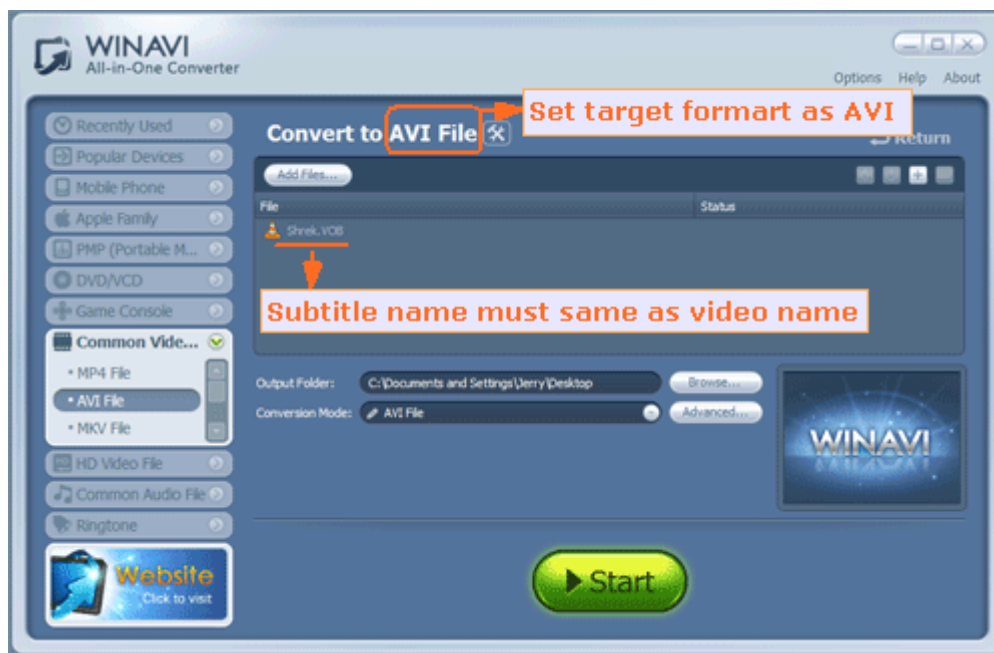 WINAVI
All-in-One Converter
Options Help About
Set target formart as AVI
Recently Used
Popular Devices
Mobile Phone
Apple Family
PMP (Portable M...
DVD/VCD
Game Console
Common Vide...
• MP4 File
• AVI File
• MKV File
HD Video File
Common Audio File
Ringtone
Website
Click to visit
Convert to AVI File
Return
Add Files...
File Status
Shrek.VOB
Subtitle name must same as video name
Output Folder: C:\Documents and Settings\Jerry\Desktop Browse...
Conversion Mode: AVI File Advanced...
WINAVI
Start